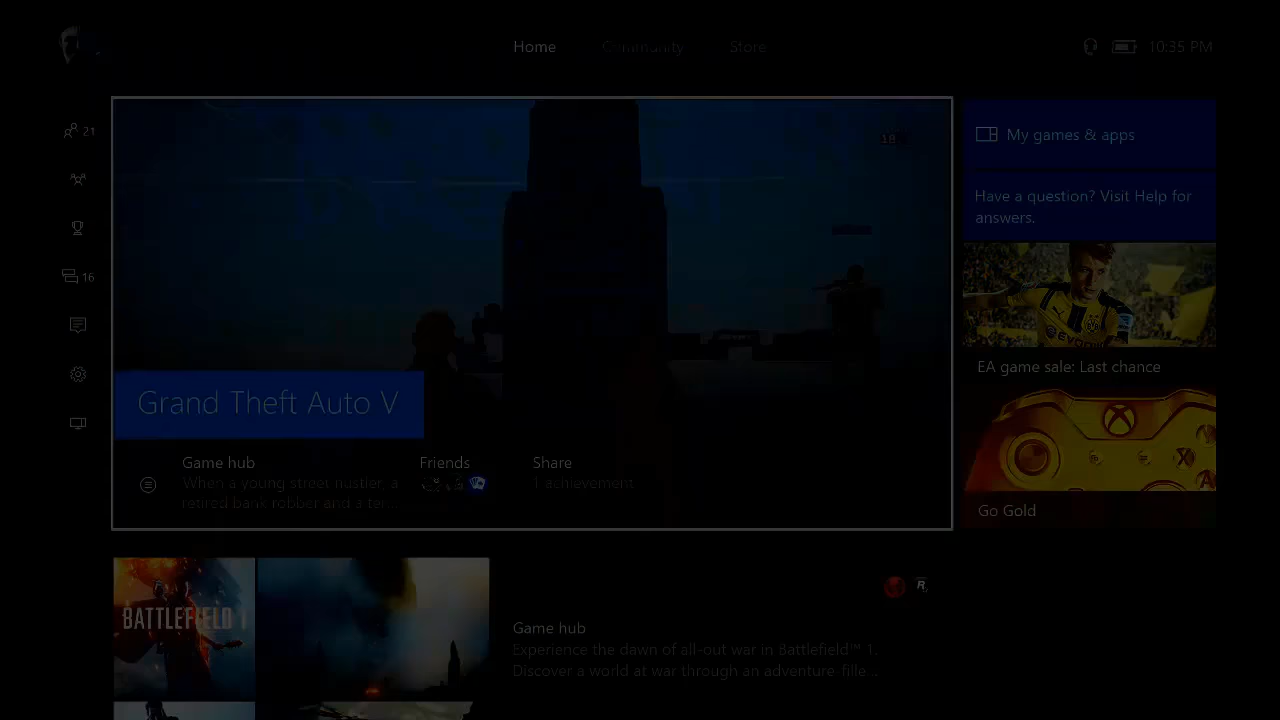 Home
Community
Store
10:35 PM
21
16
18
My games & apps
Have a question? Visit Help for
answers.
EVONIK
EA game sale: Last chance
Go Gold
Grand Theft Auto V
Game hub
When a young street hustler, a
retired bank robber and a terr...
Friends
Share
1 achievement
BATTLEFIELD 1
Game hub
Experience the dawn of all-out war in Battlefield™ 1.
Discover a world at war through an adventure-fille ...